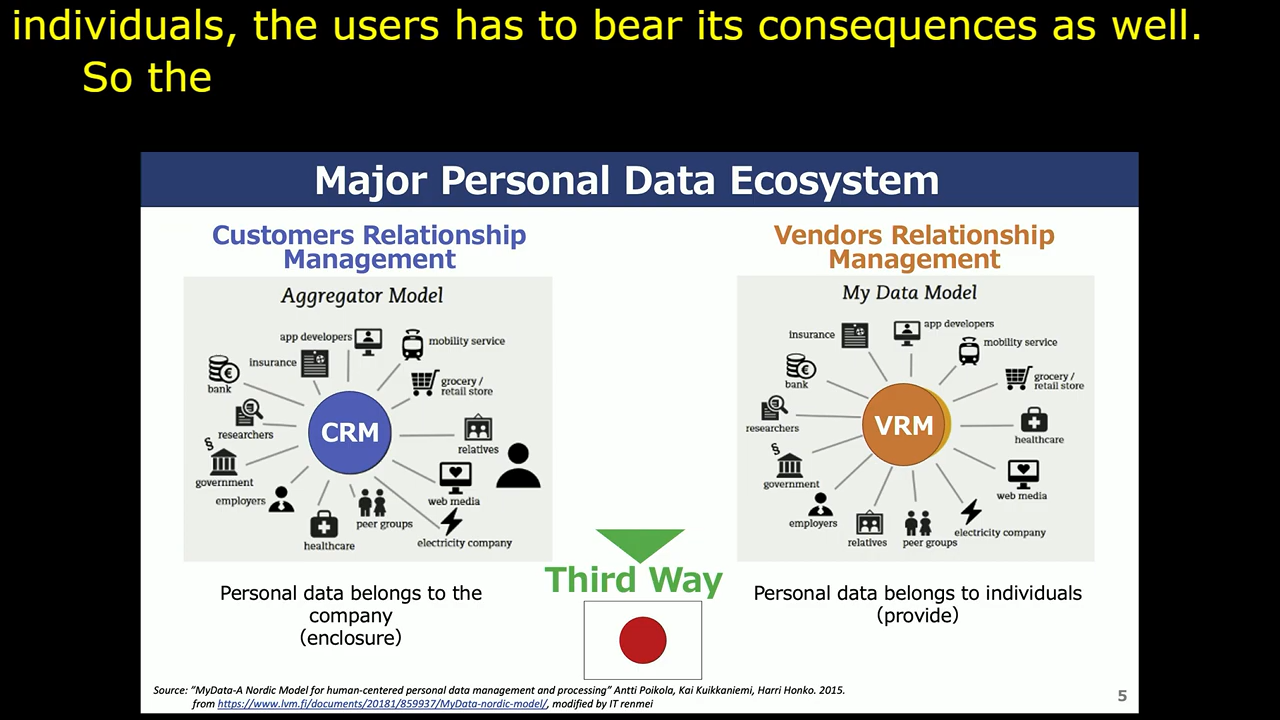 individuals, the users has to bear its consequences as well.
So the
Major Personal Data Ecosystem
Customers Relationship
Management
Aggregator Model
app developers
mobility service
insurance
bank
grocery /
retail store
researchers
relatives
§
government
employers
web media
peer groups
healthcare
electricity company
CRM
Personal data belongs to the
company
(enclosure)
Third Way
Vendors Relationship
Management
My Data Model
insurance
app developers
mobility service
bank
grocery /
retail store
researchers
healthcare
§
government
web media
employers
relatives
peer groups
electricity company
VRM
Personal data belongs to individuals
(provide)
Source: "MyData-A Nordic Model for human-centered personal data management and processing" Antti Poikola, Kai Kuikkaniemi, Harri Honko. 2015.
from https://www.lvm.fi/documents/20181/859937/MyData-nordic-model/, modified by IT renmei
5